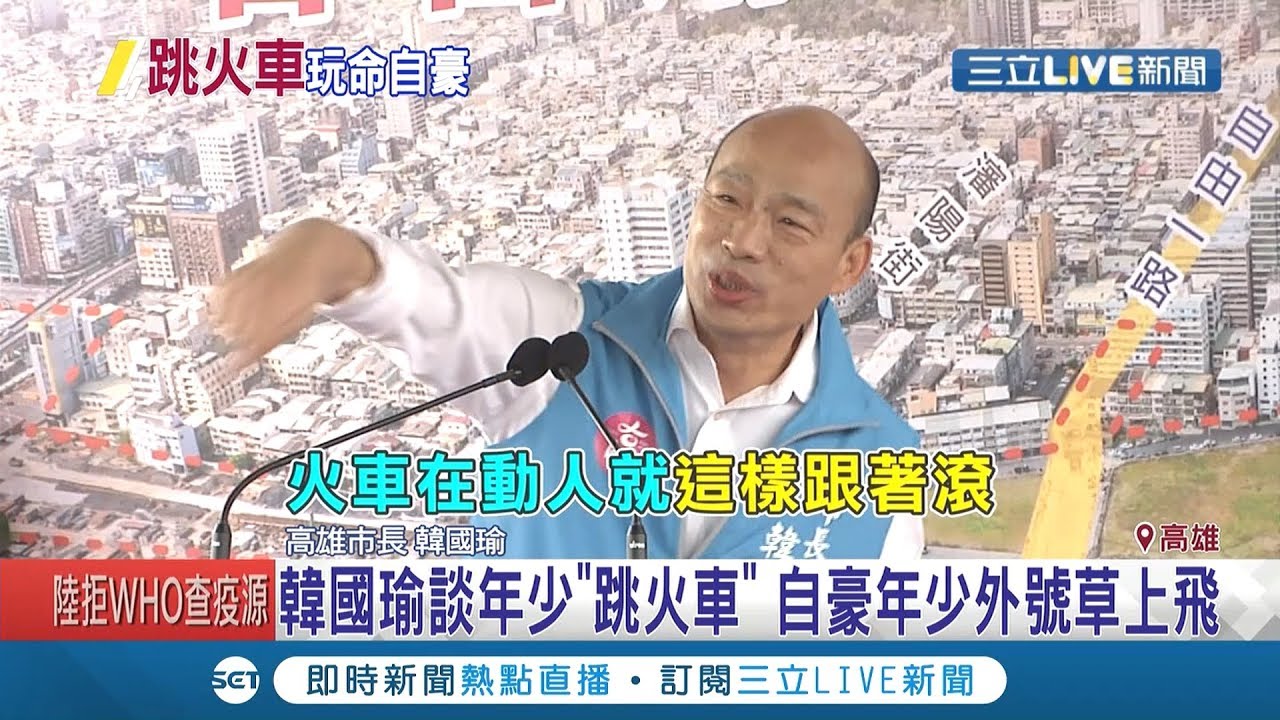 跳火車玩命自豪
三立LIVE新聞
瀋陽街
自由一路
火車在動人就這樣跟著滾
韓
長
高雄市長 韓國瑜
高雄
陸拒WHO查疫源
韓國瑜談年少"跳火車" 自豪年少外號草上飛
SET
即時新聞熱點直播・訂閱三立LIVE新聞